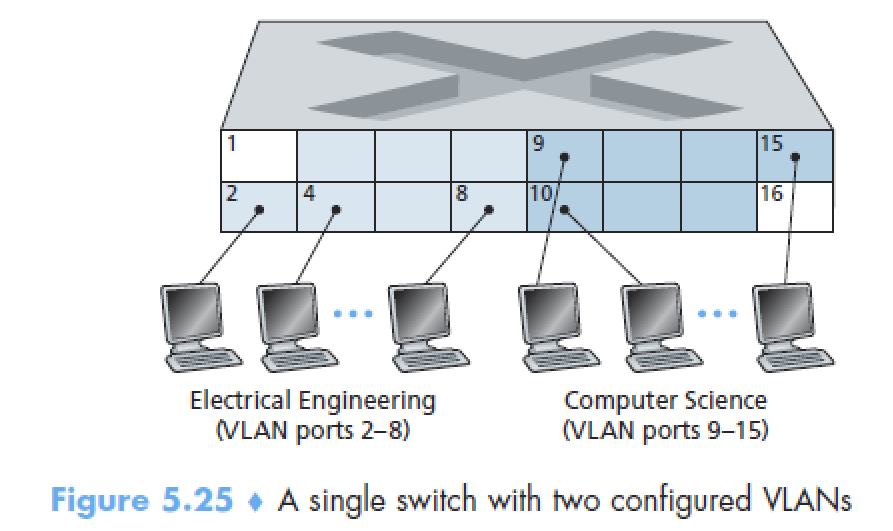 1 9 15
2 4 8 10 16
Electrical Engineering
(VLAN ports 2–8)
Computer Science
(VLAN ports 9–15)
Figure 5.25 ♦ A single switch with two configured VLANs